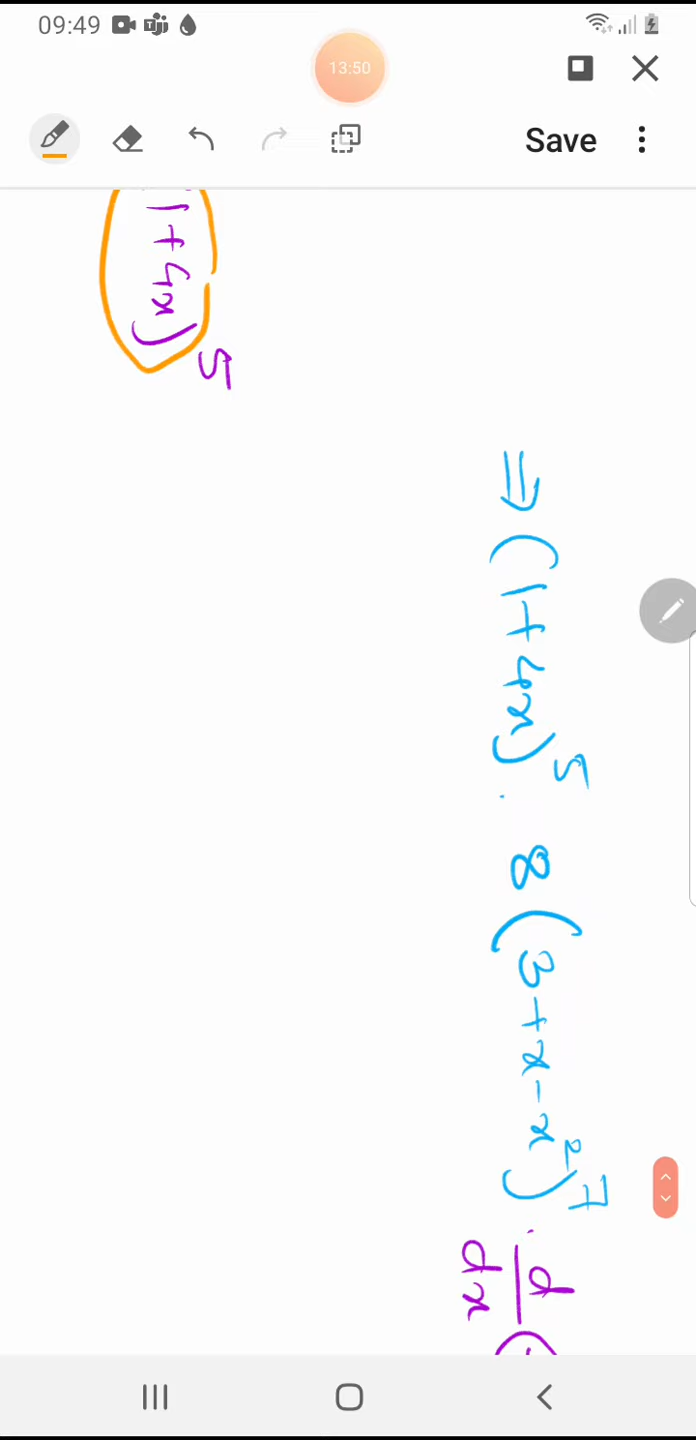 09:49
13:50
Save
1+4x)⁵
⇒ (1+4x)⁵ . 8(3+x-x²)⁷ . d/dx (